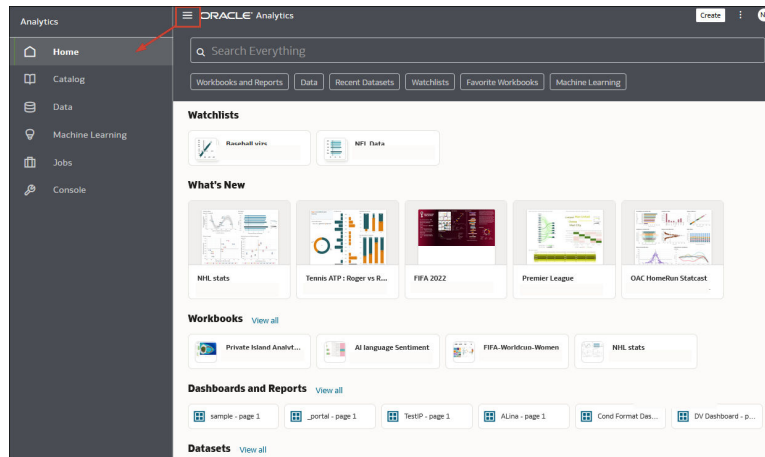 Analytics
ORACLE' Analytics
Create
N
Home
Catalog
Data
Machine Learning
Jobs
Console
Search Everything
Workbooks and Reports Data Recent Datasets Watchlists Favorite Workbooks Machine Learning
Watchlists
Baseball vizs NFL Data
What's New
NHL stats Tennis ATP : Roger vs R... FIFA 2022 Premier League OAC HomeRun Statcast
Workbooks View all
Private Island Analyt... AI language Sentiment FIFA-Worldcup-Women NHL stats
Dashboards and Reports View all
sample - page 1 _portal - page 1 TestIP - page 1 ALina - page 1 Cond Format Das... DV Dashboard - p...
Datasets View all